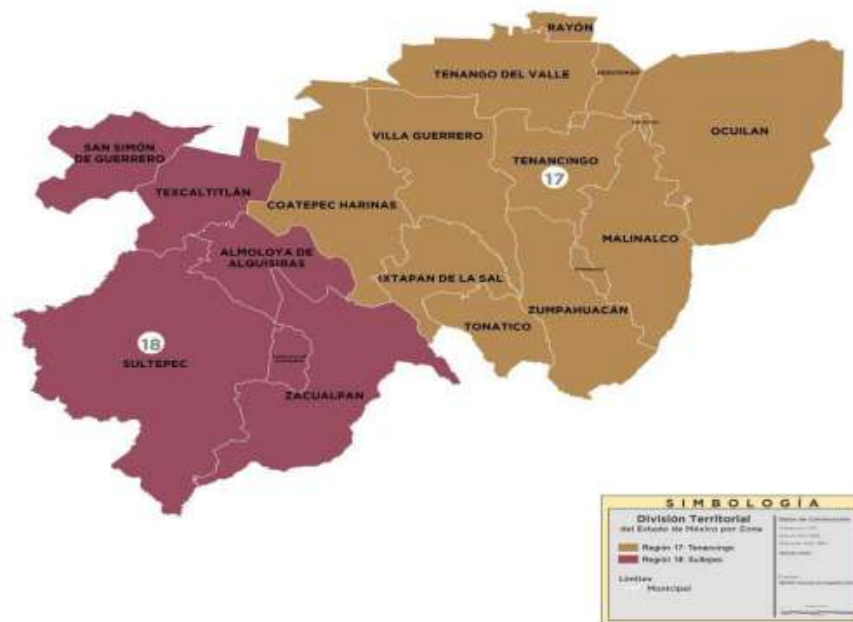 RAYÓN
TENANGO DEL VALLE
OCUILAN
VILLA GUERRERO
SAN SIMÓN
DE GUERRERO
TENANCINGO
17
TEXCALTITLÁN
COATEPEC HARINAS
MALINALCO
ALMOLOYA DE
ALQUISIRAS
IXTAPAN DE LA SAL
ZUMPAHUACÁN
TONATICO
18
SULTEPEC
ZACUALPAN
SIMBOLOGÍA
División Territorial
del Estado de México por Zona
Región 17: Tenancingo
Región 18: Sultepec
Límites
Municipal